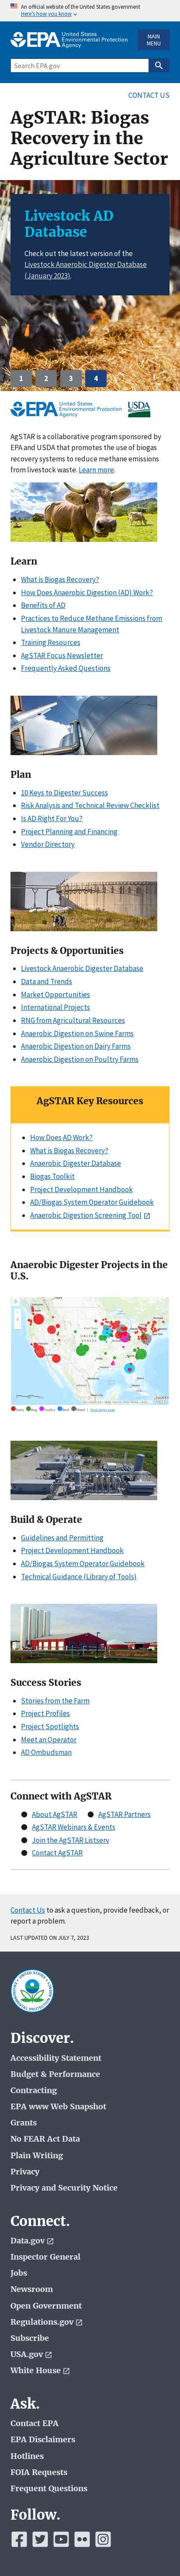 An official website of the United States government
Here's how you know
EPA United States Environmental Protection Agency
MAIN MENU
Search EPA.gov
CONTACT US
AgSTAR: Biogas
Recovery in the
Agriculture Sector
Livestock AD
Database
Check out the latest version of the
Livestock Anaerobic Digester Database
(January 2023).
1 2 3 4
EPA United States Environmental Protection Agency
USDA
AgSTAR is a collaborative program sponsored by
EPA and USDA that promotes the use of biogas
recovery systems to reduce methane emissions
from livestock waste. Learn more.
Learn
What is Biogas Recovery?
How Does Anaerobic Digestion (AD) Work?
Benefits of AD
Practices to Reduce Methane Emissions from
Livestock Manure Management
Training Resources
AgSTAR Focus Newsletter
Frequently Asked Questions
Plan
10 Keys to Digester Success
Risk Analysis and Technical Review Checklist
Is AD Right For You?
Project Planning and Financing
Vendor Directory
Projects & Opportunities
Livestock Anaerobic Digester Database
Data and Trends
Market Opportunities
International Projects
RNG from Agricultural Resources
Anaerobic Digestion on Swine Farms
Anaerobic Digestion on Dairy Farms
Anaerobic Digestion on Poultry Farms
AgSTAR Key Resources
How Does AD Work?
What is Biogas Recovery?
Anaerobic Digester Database
Biogas Toolkit
Project Development Handbook
AD/Biogas System Operator Guidebook
Anaerobic Digestion Screening Tool
Anaerobic Digester Projects in the
U.S.
UNITED STATES
Build & Operate
Guidelines and Permitting
Project Development Handbook
AD/Biogas System Operator Guidebook
Technical Guidance (Library of Tools)
Success Stories
Stories from the Farm
Project Profiles
Project Spotlights
Meet an Operator
AD Ombudsman
Connect with AgSTAR
About AgSTAR AgSTAR Partners
AgSTAR Webinars & Events
Join the AgSTAR Listserv
Contact AgSTAR
Contact Us to ask a question, provide feedback, or
report a problem.
LAST UPDATED ON JULY 7, 2023
Discover.
Accessibility Statement
Budget & Performance
Contracting
EPA www Web Snapshot
Grants
No FEAR Act Data
Plain Writing
Privacy
Privacy and Security Notice
Connect.
Data.gov
Inspector General
Jobs
Newsroom
Open Government
Regulations.gov
Subscribe
USA.gov
White House
Ask.
Contact EPA
EPA Disclaimers
Hotlines
FOIA Requests
Frequent Questions
Follow.